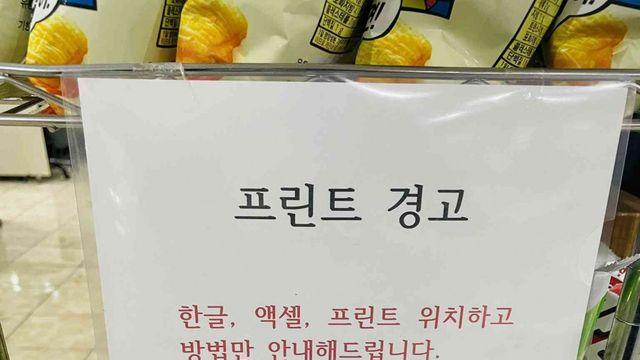 프린트 경고
한글, 액셀, 프린트 위치하고
방법만 안내해드립니다.